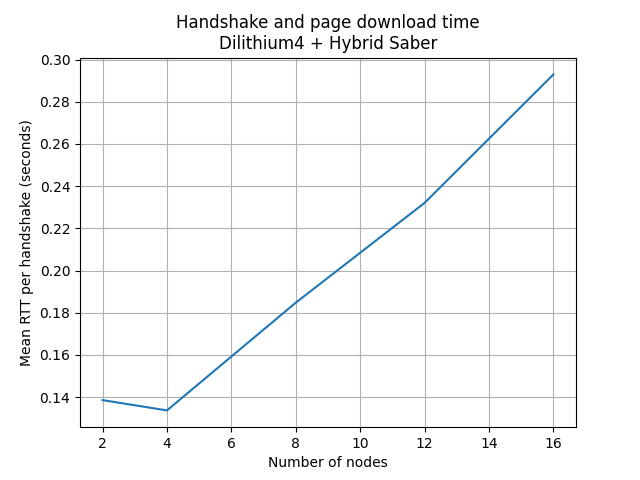 Handshake and page download time
Dilithium4 + Hybrid Saber
Mean RTT per handshake (seconds)
0.30
0.28
0.26
0.24
0.22
0.20
0.18
0.16
0.14
2 4 6 8 10 12 14 16
Number of nodes